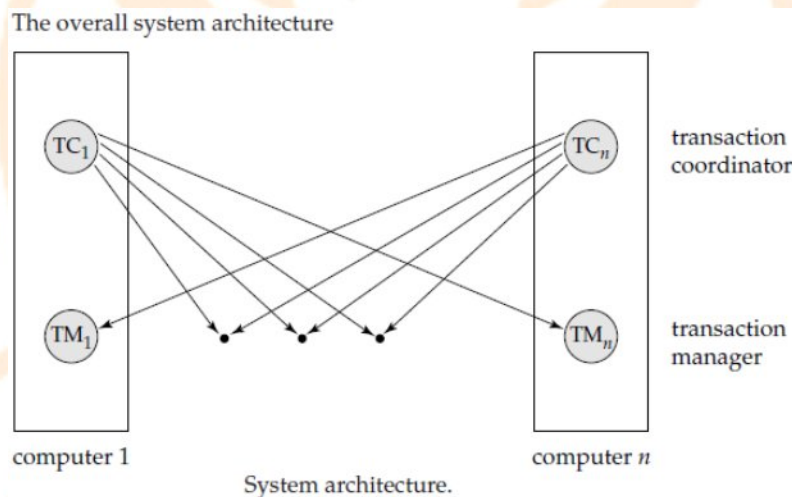 The overall system architecture
TC1
TCn
transaction
coordinator
TM1
TMn
transaction
manager
computer 1
computer n
System architecture.